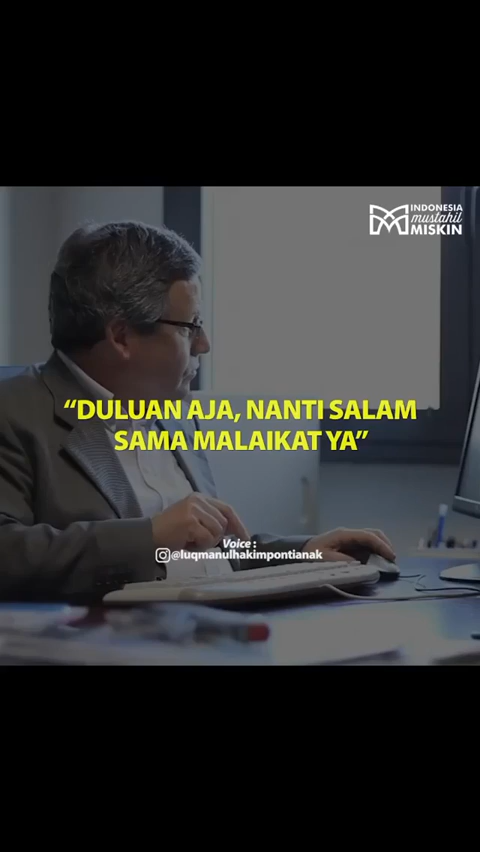 INDONESIA
mustahil
MISKIN
“DULUAN AJA, NANTI SALAM
SAMA MALAIKAT YA”
Voice :
@luqmanulhakimpontianak